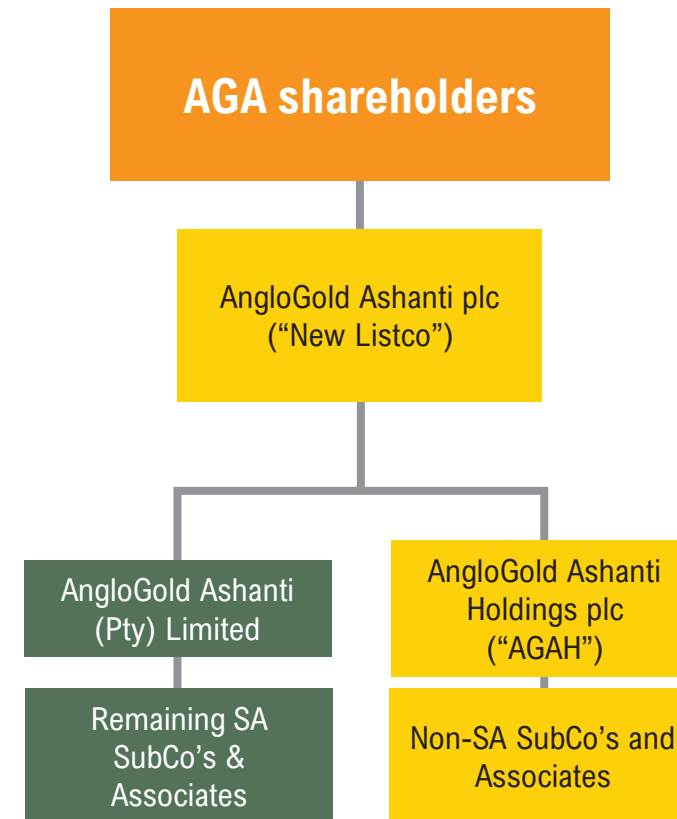 AGA shareholders
AngloGold Ashanti plc
(“New Listco”)
AngloGold Ashanti
(Pty) Limited
AngloGold Ashanti
Holdings plc
(“AGAH”)
Remaining SA
SubCo’s &
Associates
Non-SA SubCo’s and
Associates